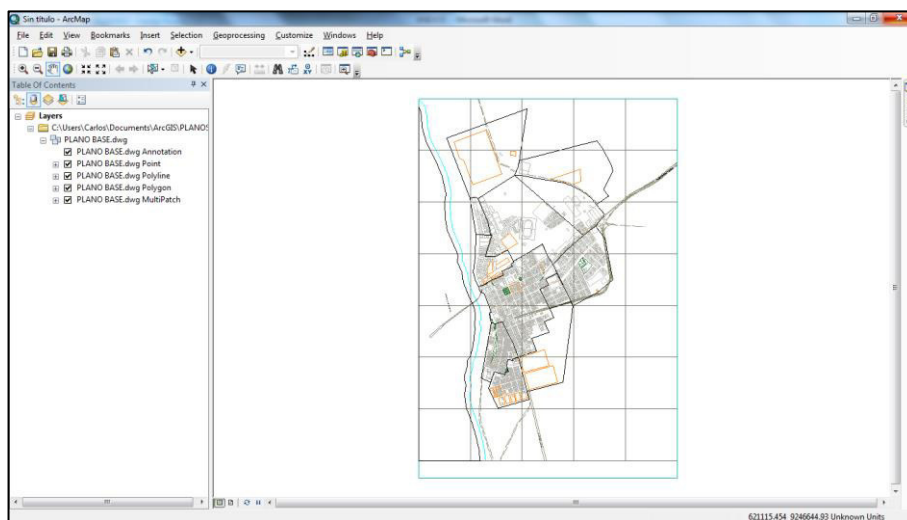 Sin título - ArcMap
File Edit View Bookmarks Insert Selection Geoprocessing Customize Windows Help
Table Of Contents
Layers
C:\Users\Carlos\Documents\ArcGIS\PLANOS
PLANO BASE.dwg
PLANO BASE.dwg Annotation
PLANO BASE.dwg Point
PLANO BASE.dwg Polyline
PLANO BASE.dwg Polygon
PLANO BASE.dwg MultiPatch
621115.454 9246644.93 Unknown Units